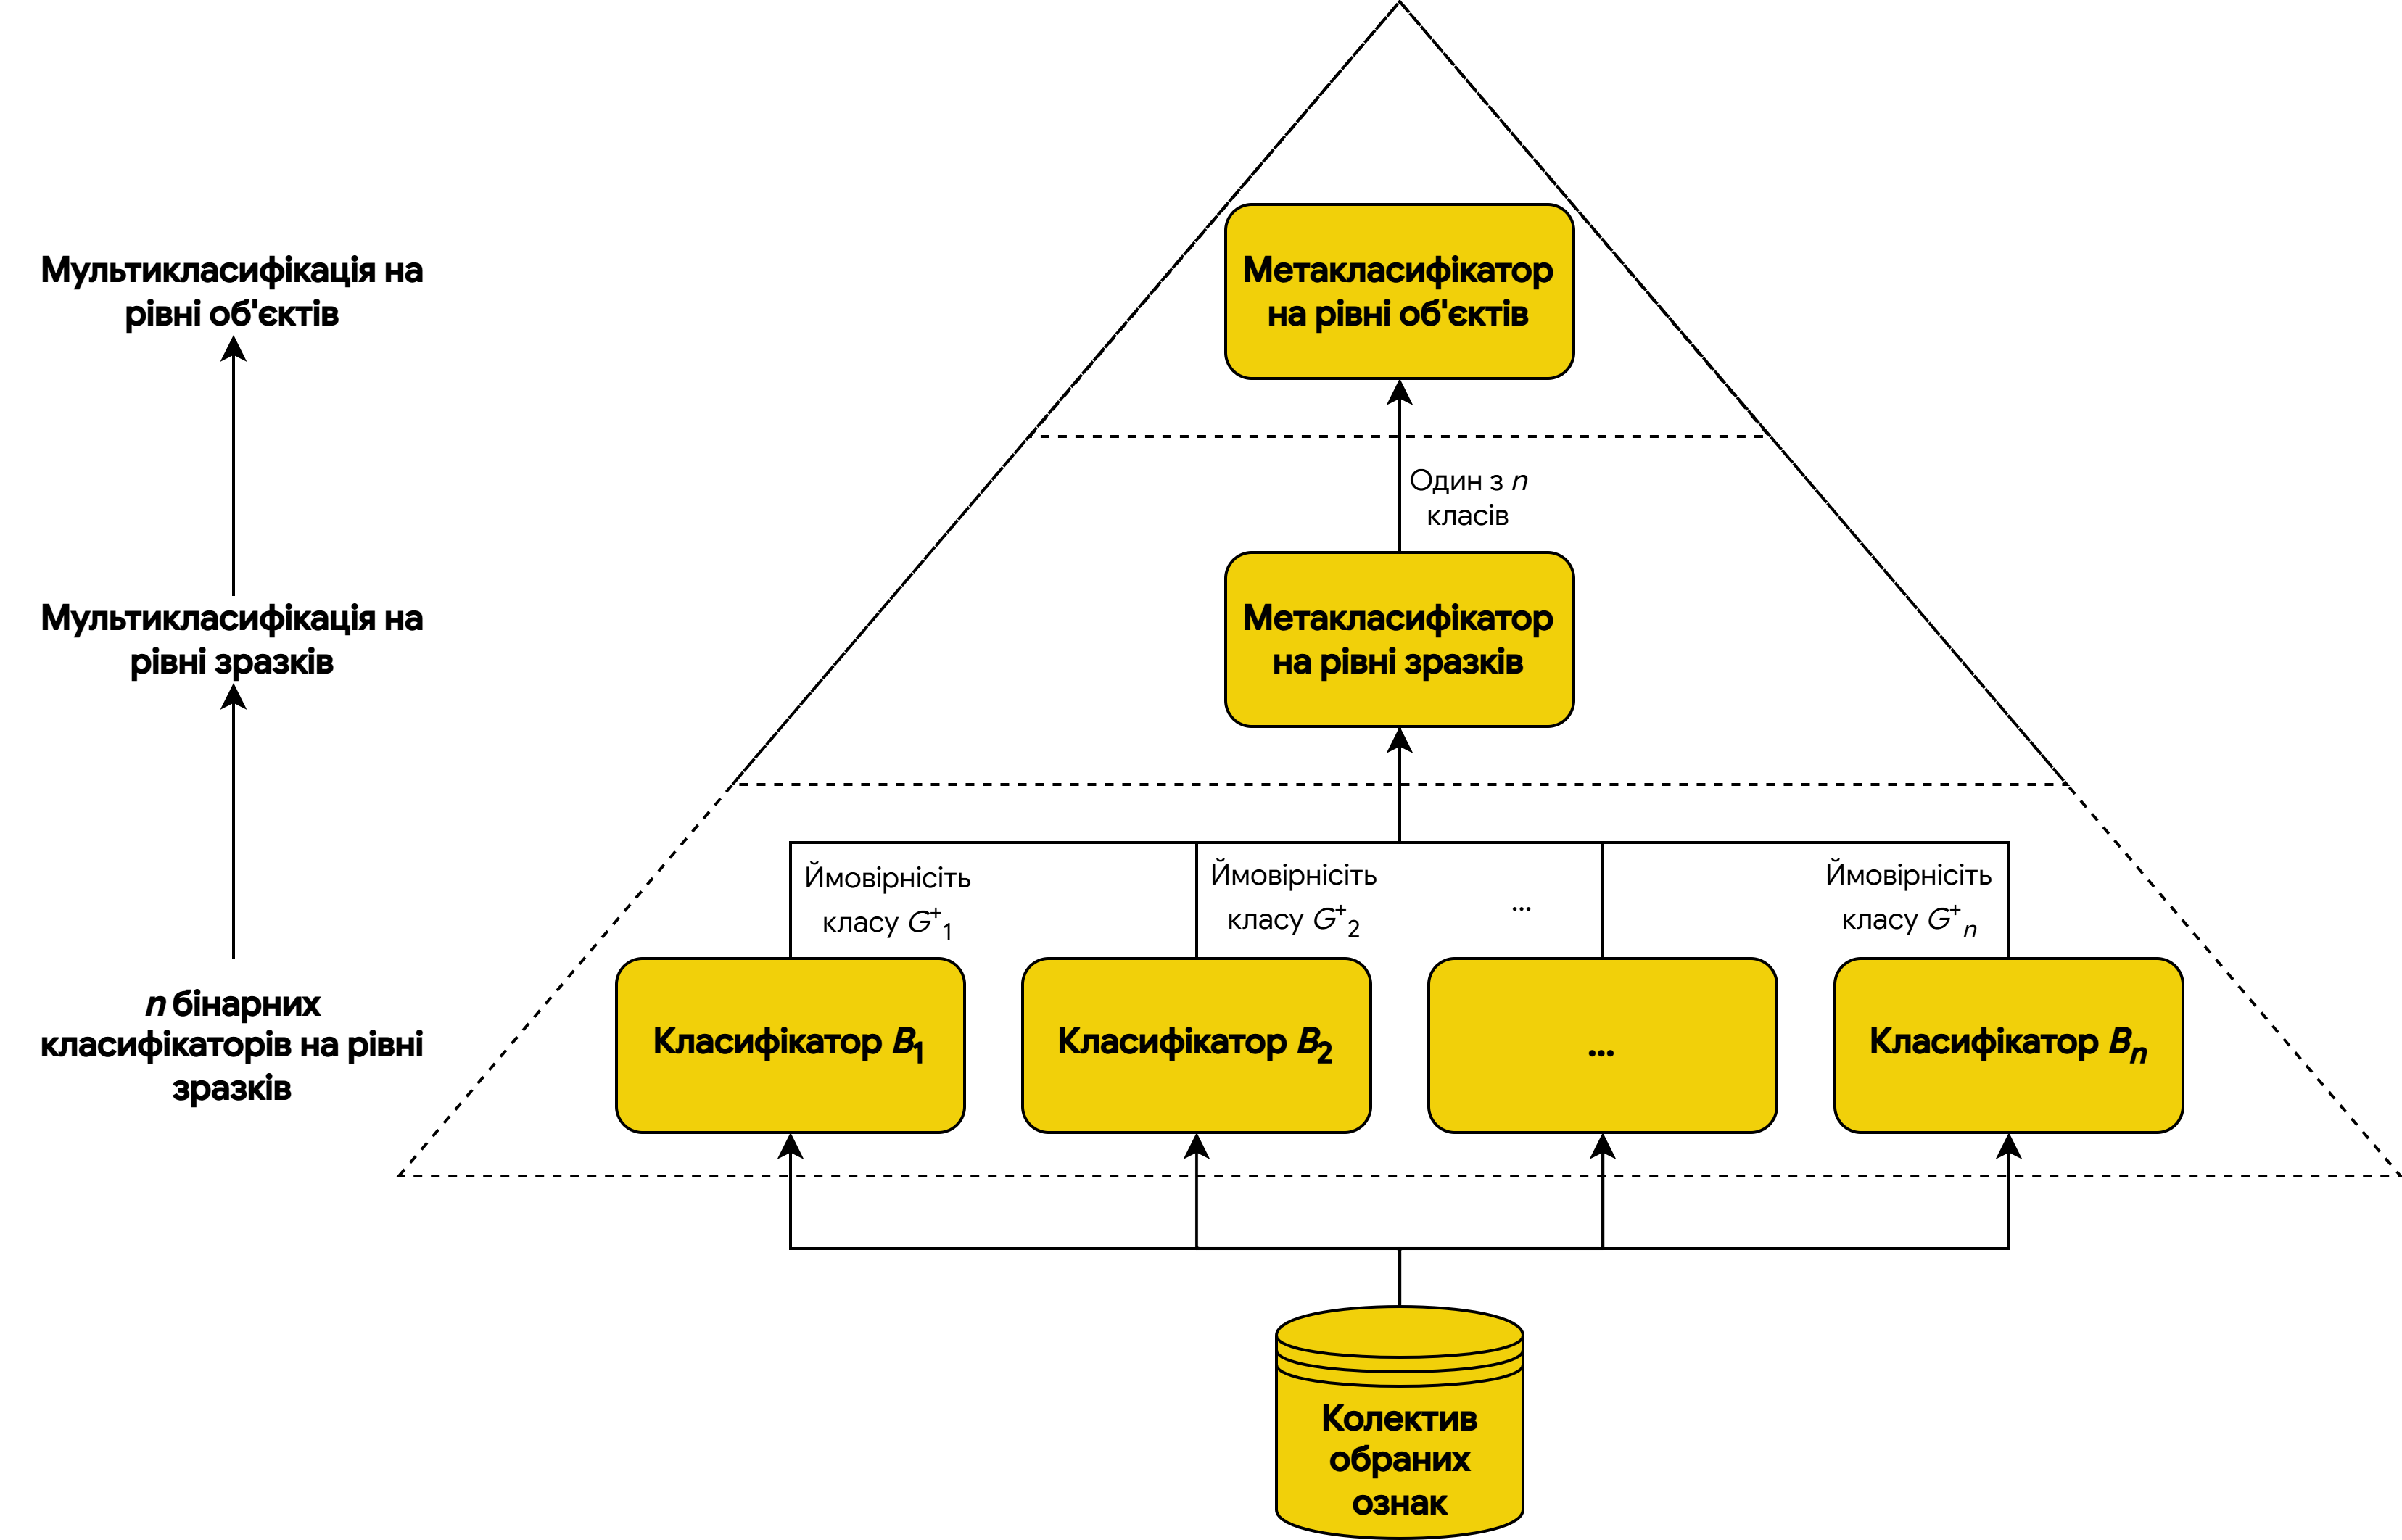 Мультикласифікація на
рівні об'єктів
Мультикласифікація на
рівні зразків
n бінарних
класифікаторів на рівні
зразків
Метакласифікатор
на рівні об'єктів
Один з n
класів
Метакласифікатор
на рівні зразків
Ймовірнісіть
класу G⁺₁
Ймовірнісіть
класу G⁺₂
...
Ймовірнісіть
класу G⁺ₙ
Класифікатор B₁
Класифікатор B₂
...
Класифікатор Bₙ
Колектив
обраних
ознак